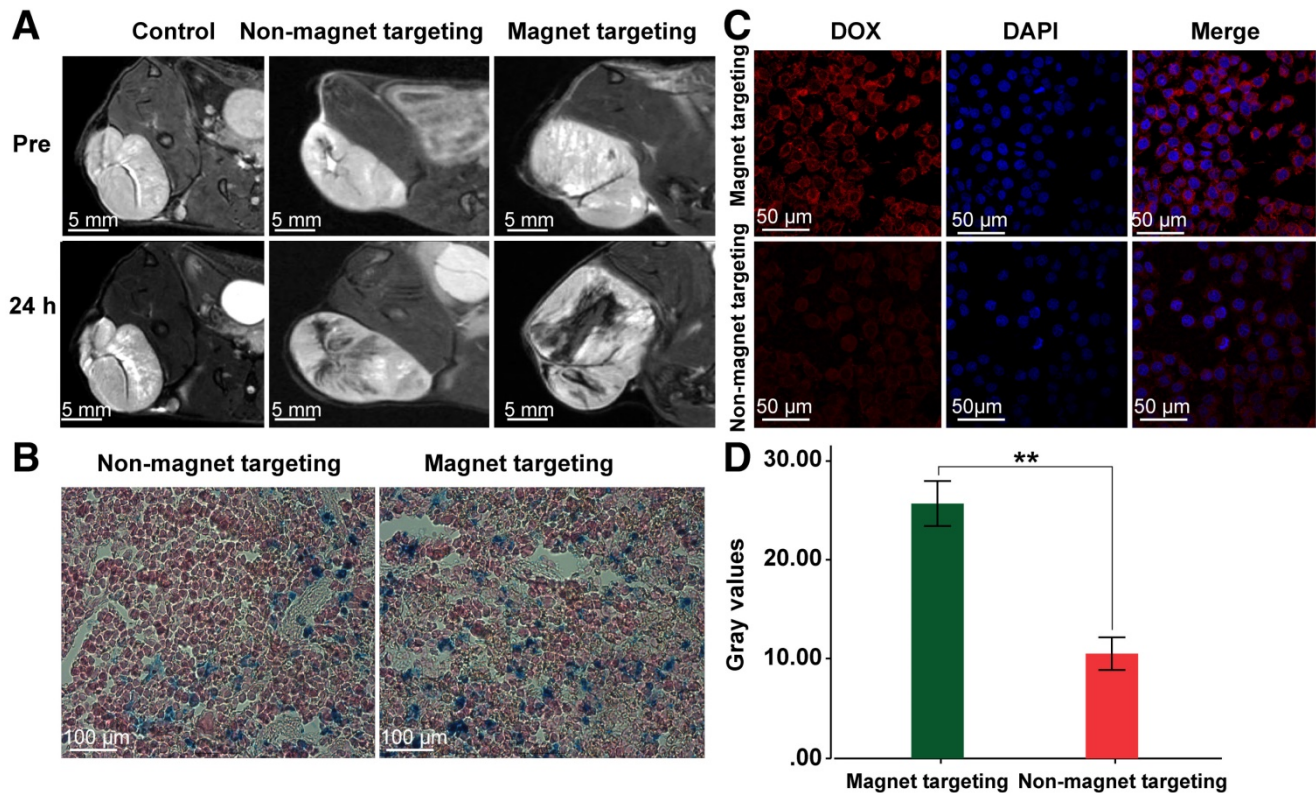 A
Control Non-magnet targeting Magnet targeting
Pre
5 mm 5 mm 5 mm
24 h
5 mm 5 mm 5 mm
B
Non-magnet targeting Magnet targeting
100 µm 100 µm
C
DOX DAPI Merge
Magnet targeting
50 µm 50 µm 50 µm
Non-magnet targeting
50 µm 50µm 50 µm
D
**
Gray values
30.00
20.00
10.00
.00
Magnet targeting Non-magnet targeting